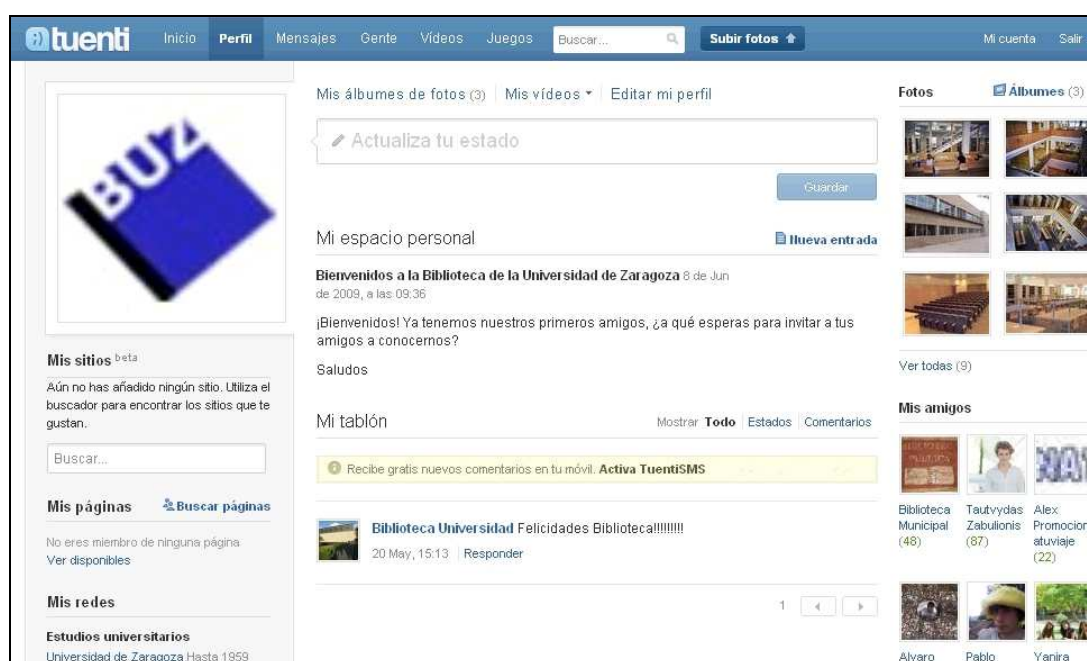 tuenti Inicio Perfil Mensajes Gente Vídeos Juegos Buscar... Subir fotos Mi cuenta Salir
BUZ
Mis sitios beta
Aún no has añadido ningún sitio. Utiliza el
buscador para encontrar los sitios que te
gustan.
Buscar...
Mis páginas Buscar páginas
No eres miembro de ninguna página
Ver disponibles
Mis redes
Estudios universitarios
Universidad de Zaragoza Hasta 1959
Mis álbumes de fotos (3) Mis vídeos Editar mi perfil
Actualiza tu estado
Guardar
Mi espacio personal Nueva entrada
Bienvenidos a la Biblioteca de la Universidad de Zaragoza 8 de Jun
de 2009, a las 09:36
¡Bienvenidos! Ya tenemos nuestros primeros amigos, ¿a qué esperas para invitar a tus
amigos a conocernos?
Saludos
Mi tablón Mostrar Todo Estados Comentarios
Recibe gratis nuevos comentarios en tu móvil. Activa TuentiSMS
Biblioteca Universidad Felicidades Biblioteca!!!!!!!!!
20 May, 15:13 Responder
1
Fotos Álbumes (3)
Ver todas (9)
Mis amigos
Biblioteca Tautvydas Alex
Municipal Zabulionis Promocion
(48) (87) atuviaje
(22)
Alvaro Pablo Yanira